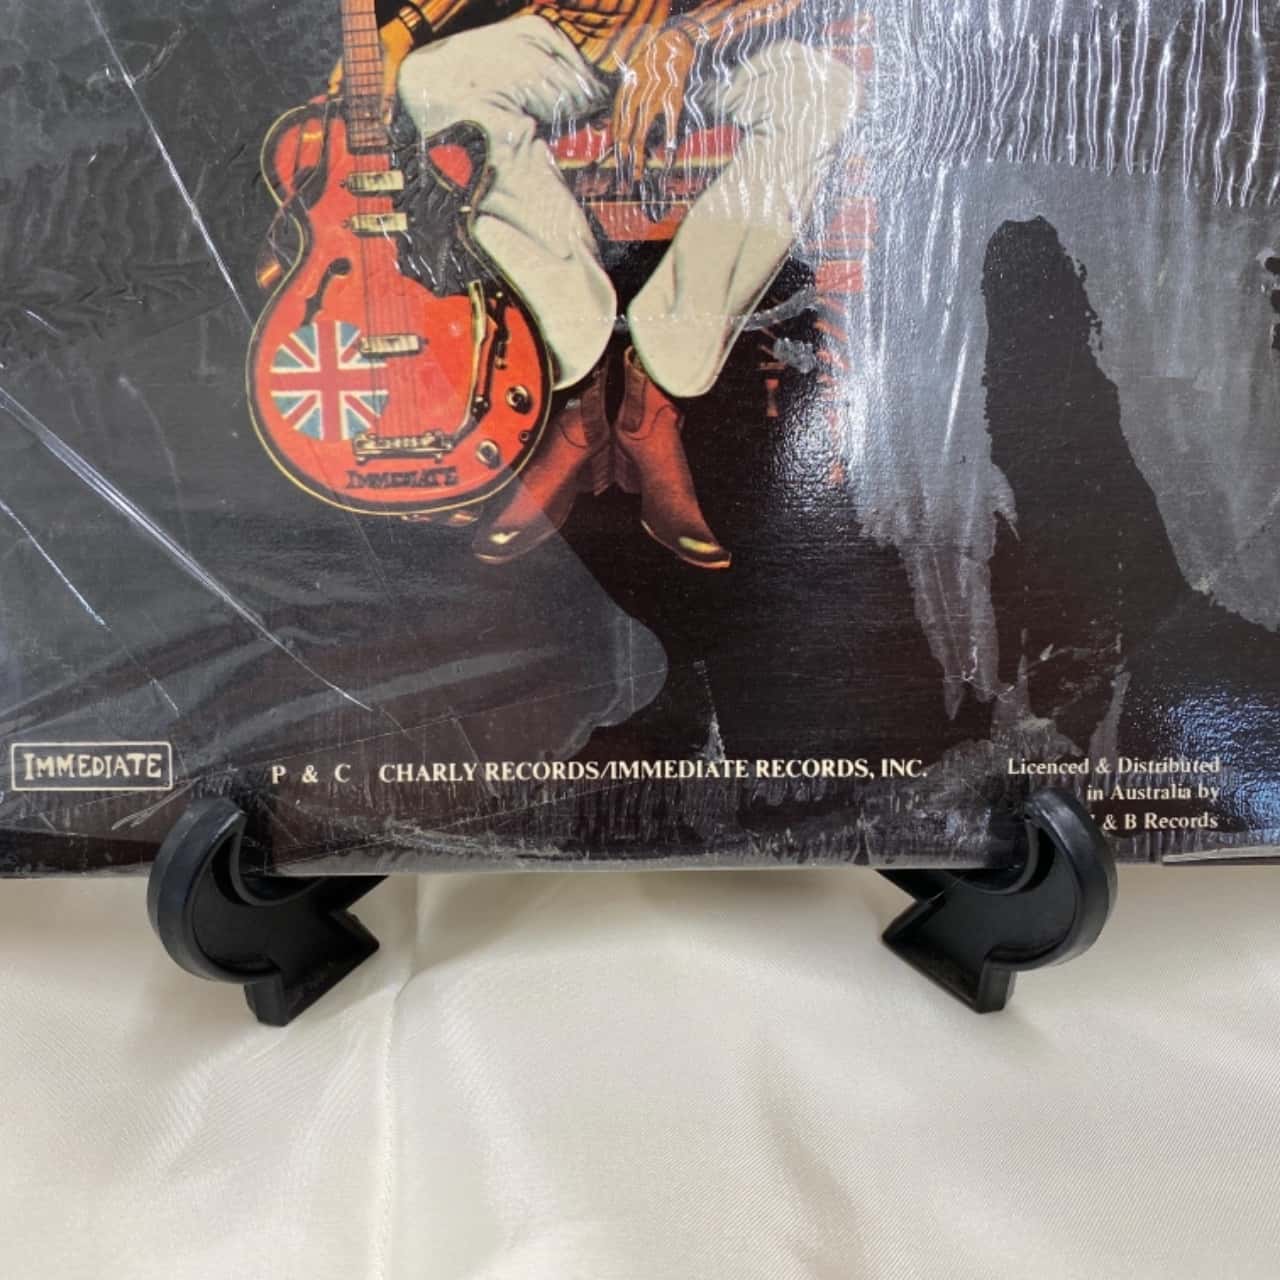 IMMEDIATE
IMMEDIATE
P & C CHARLY RECORDS/IMMEDIATE RECORDS, INC.
Licenced & Distributed
in Australia by
& B Records